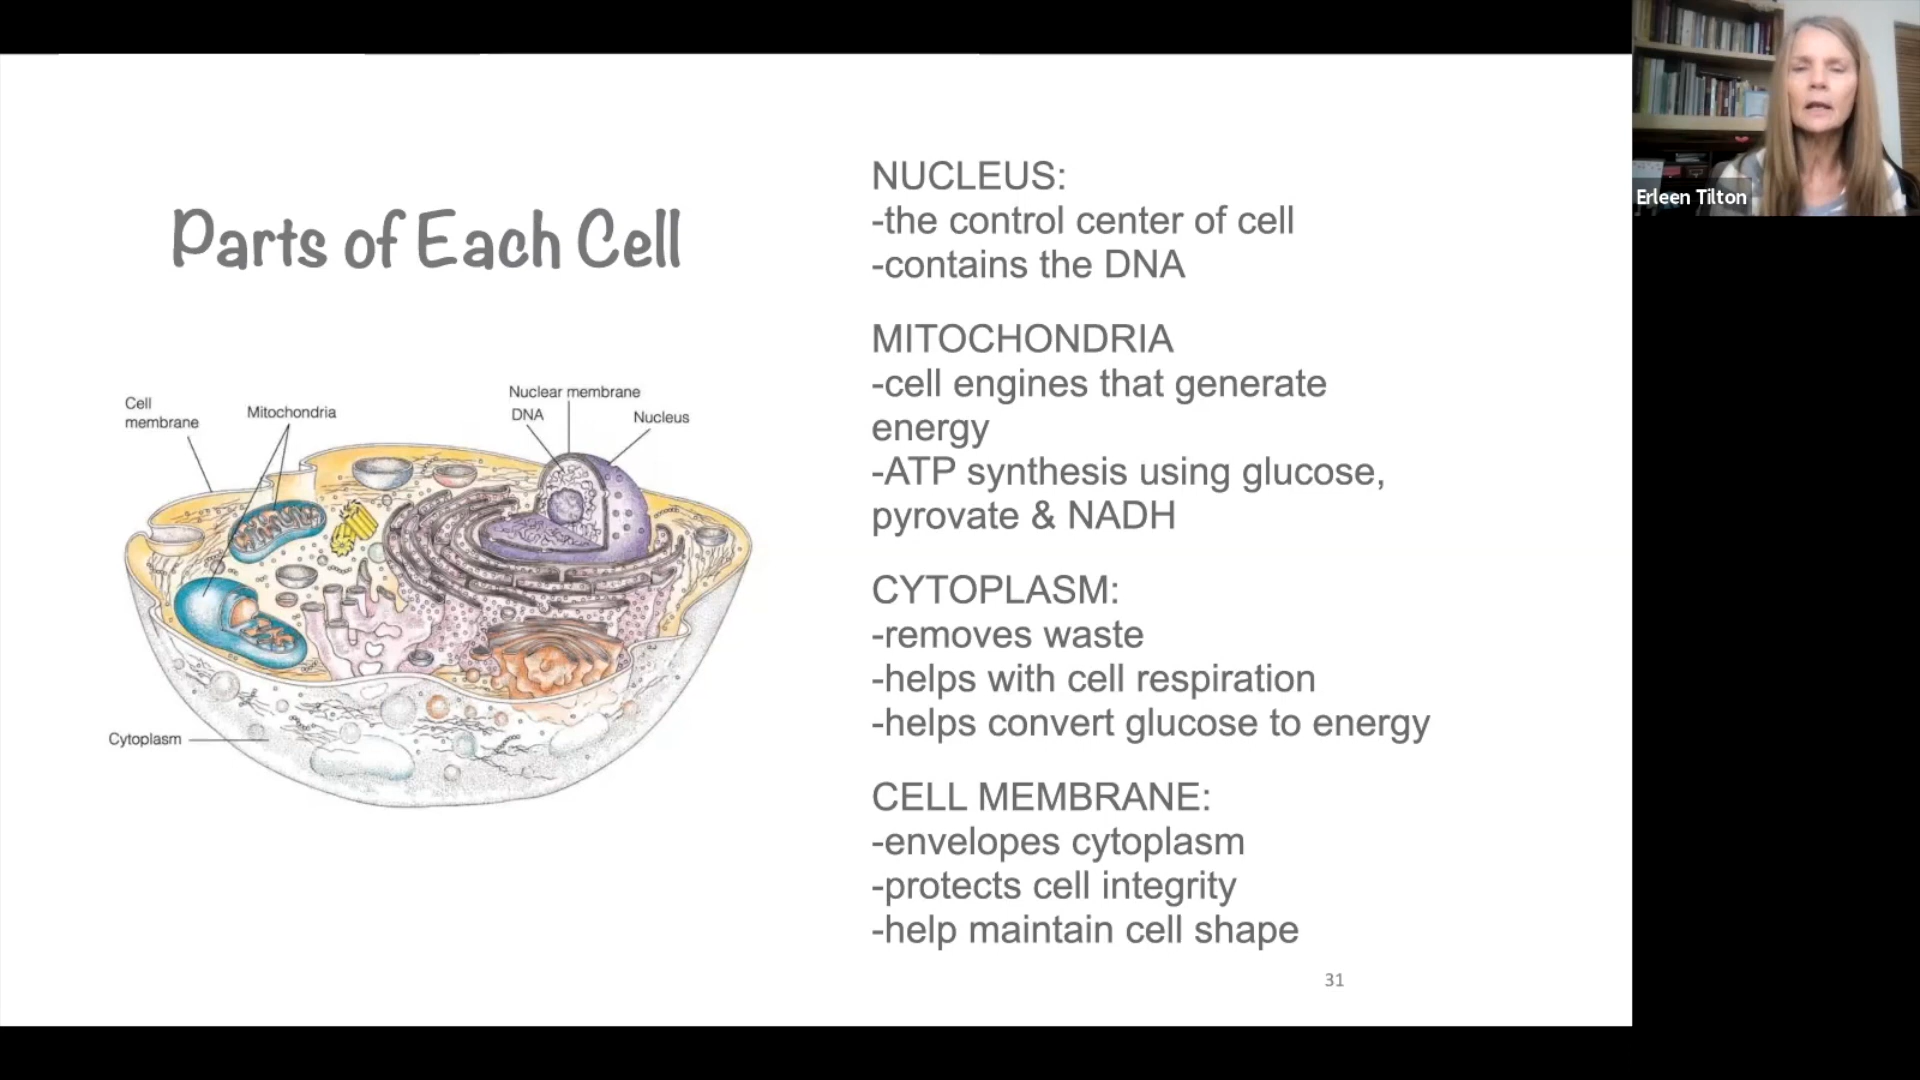 Parts of Each Cell
Cell
membrane
Mitochondria
Nuclear membrane
DNA
Nucleus
Cytoplasm
NUCLEUS:
-the control center of cell
-contains the DNA
MITOCHONDRIA
-cell engines that generate
energy
-ATP synthesis using glucose,
pyrovate & NADH
CYTOPLASM:
-removes waste
-helps with cell respiration
-helps convert glucose to energy
CELL MEMBRANE:
-envelopes cytoplasm
-protects cell integrity
-help maintain cell shape
31
Erleen Tilton